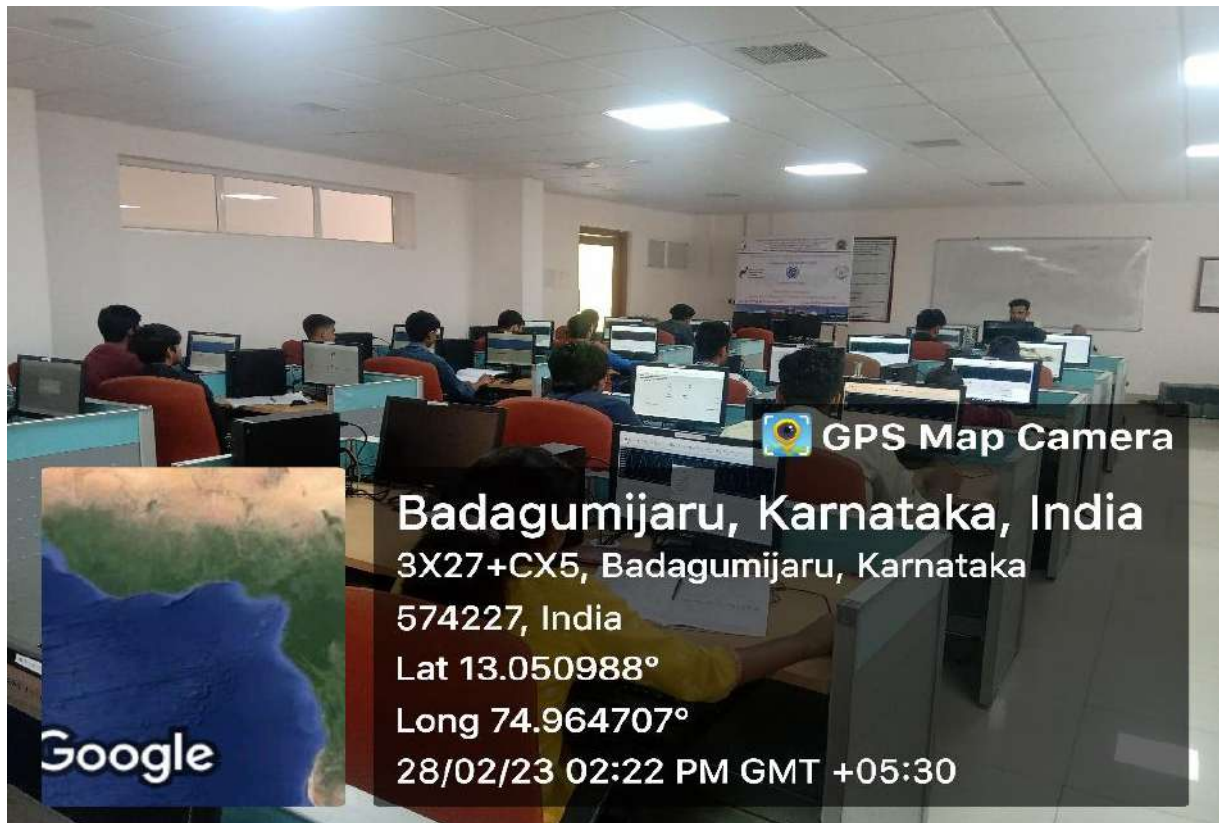 GPS Map Camera
Badagumijaru, Karnataka, India
3X27+CX5, Badagumijaru, Karnataka
574227, India
Lat 13.050988°
Long 74.964707°
28/02/23 02:22 PM GMT +05:30
Google